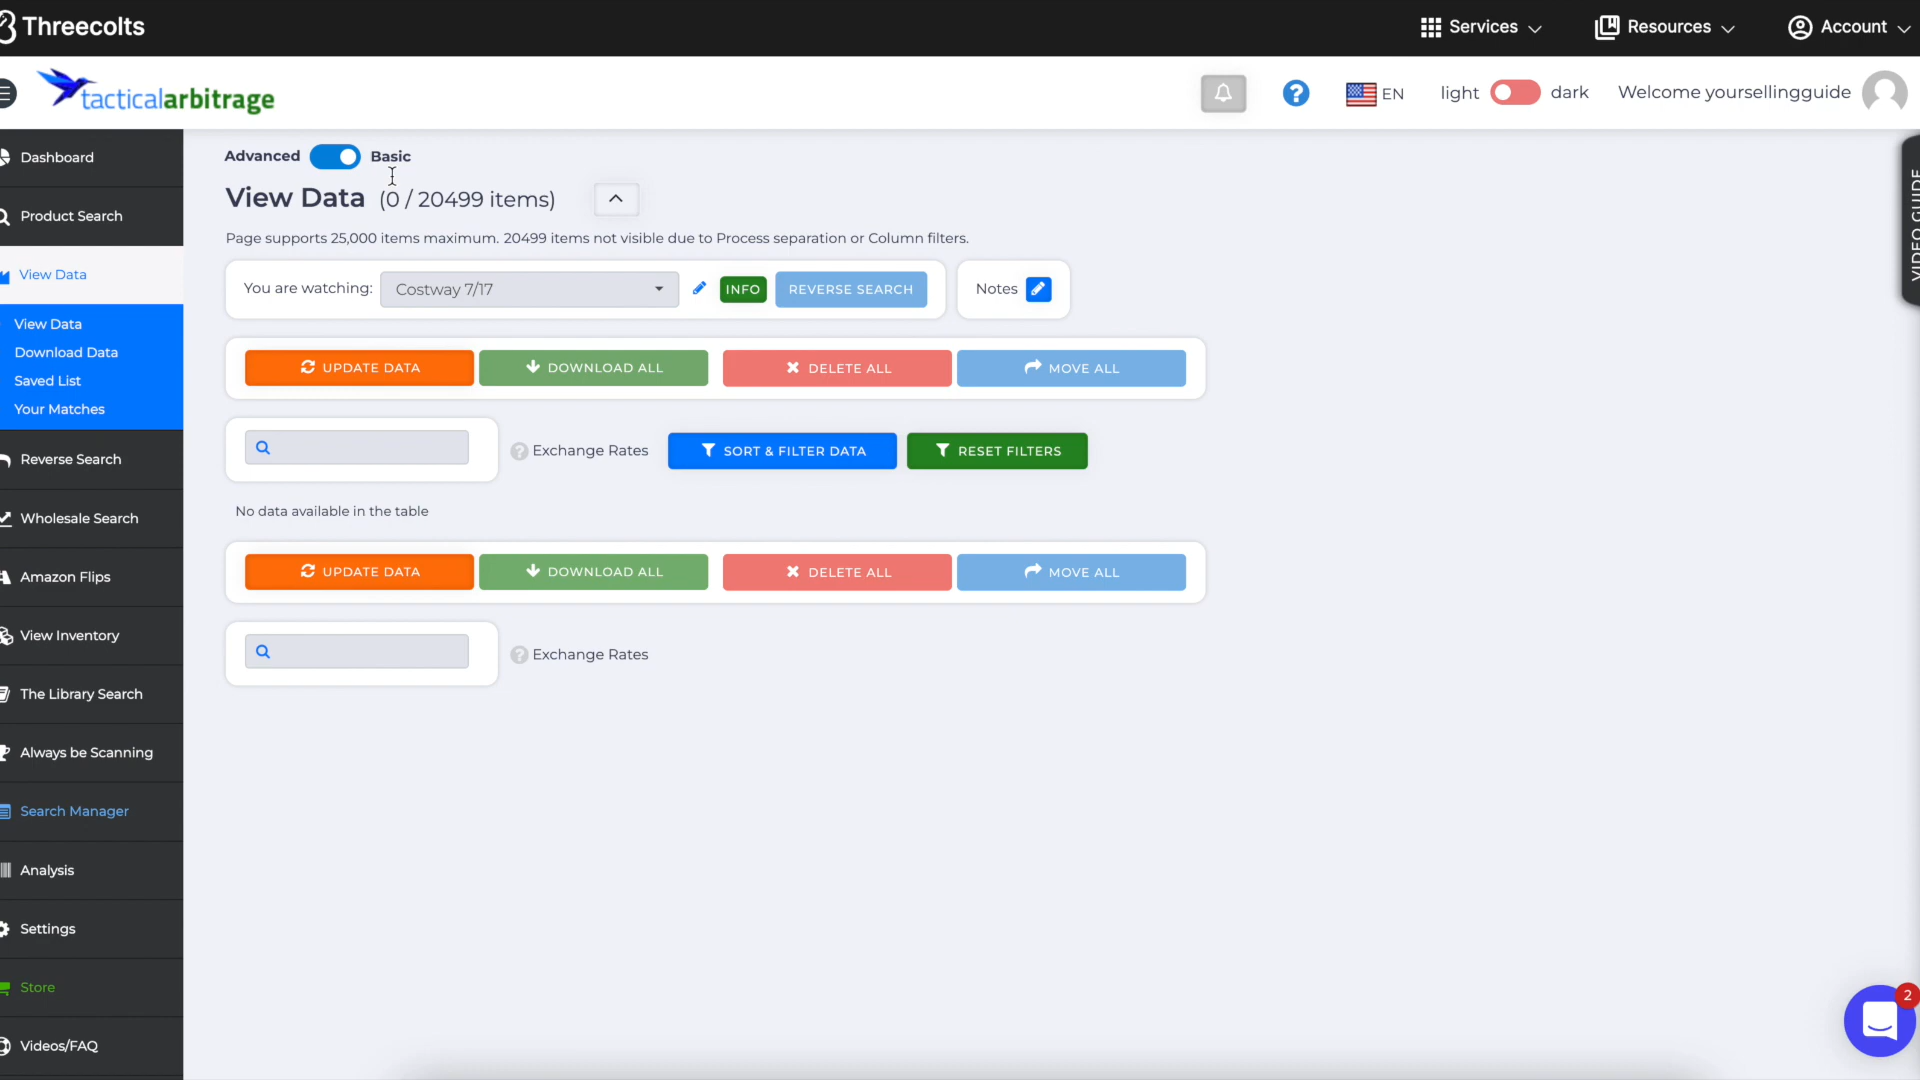 Threecolts
Services
Resources
Account
tacticalarbitrage
EN
light
dark
Welcome yoursellingguide
Dashboard
Product Search
View Data
View Data
Download Data
Saved List
Your Matches
Reverse Search
Wholesale Search
Amazon Flips
View Inventory
The Library Search
Always be Scanning
Search Manager
Analysis
Settings
Store
Videos/FAQ
Advanced
Basic
View Data (0 / 20499 items)
Page supports 25,000 items maximum. 20499 items not visible due to Process separation or Column filters.
You are watching:
Costway 7/17
INFO
REVERSE SEARCH
Notes
UPDATE DATA
DOWNLOAD ALL
DELETE ALL
MOVE ALL
? Exchange Rates
SORT & FILTER DATA
RESET FILTERS
No data available in the table
UPDATE DATA
DOWNLOAD ALL
DELETE ALL
MOVE ALL
? Exchange Rates
VIDEO GUIDE
2